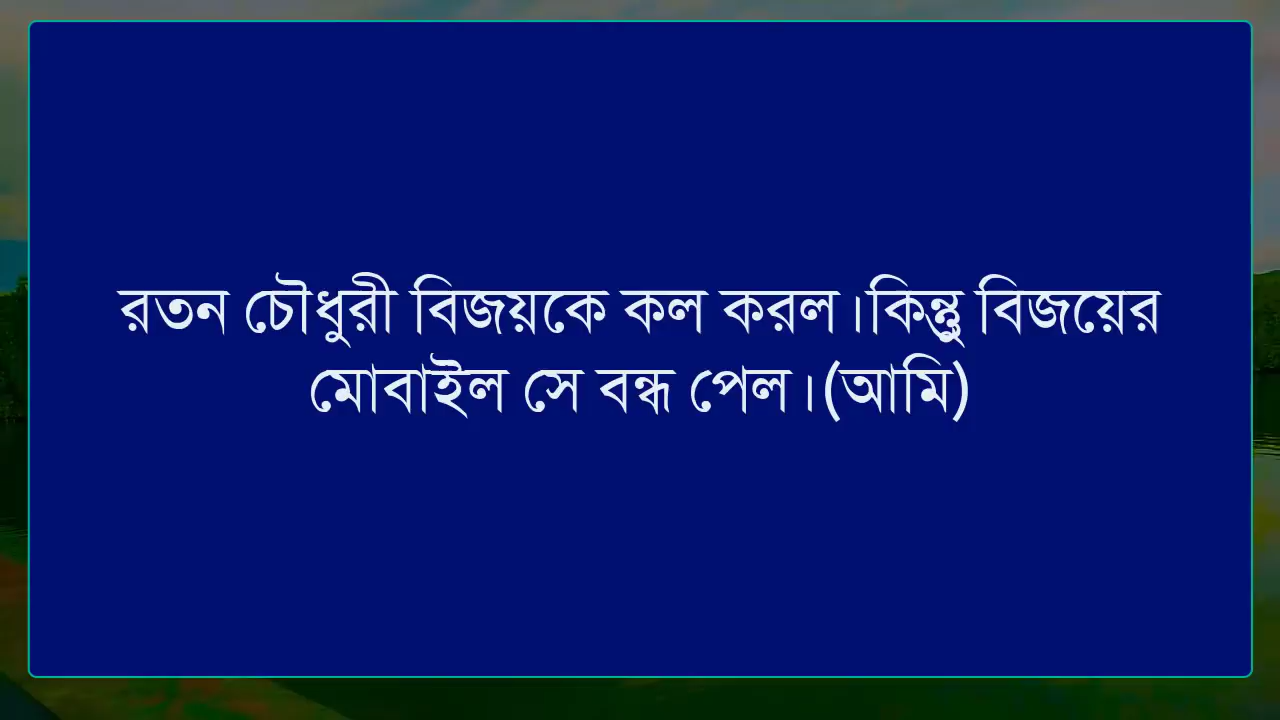 রতন চৌধুরী বিজয়কে কল করল।কিন্তু বিজয়ের
মোবাইল সে বন্ধ পেল।(আমি)